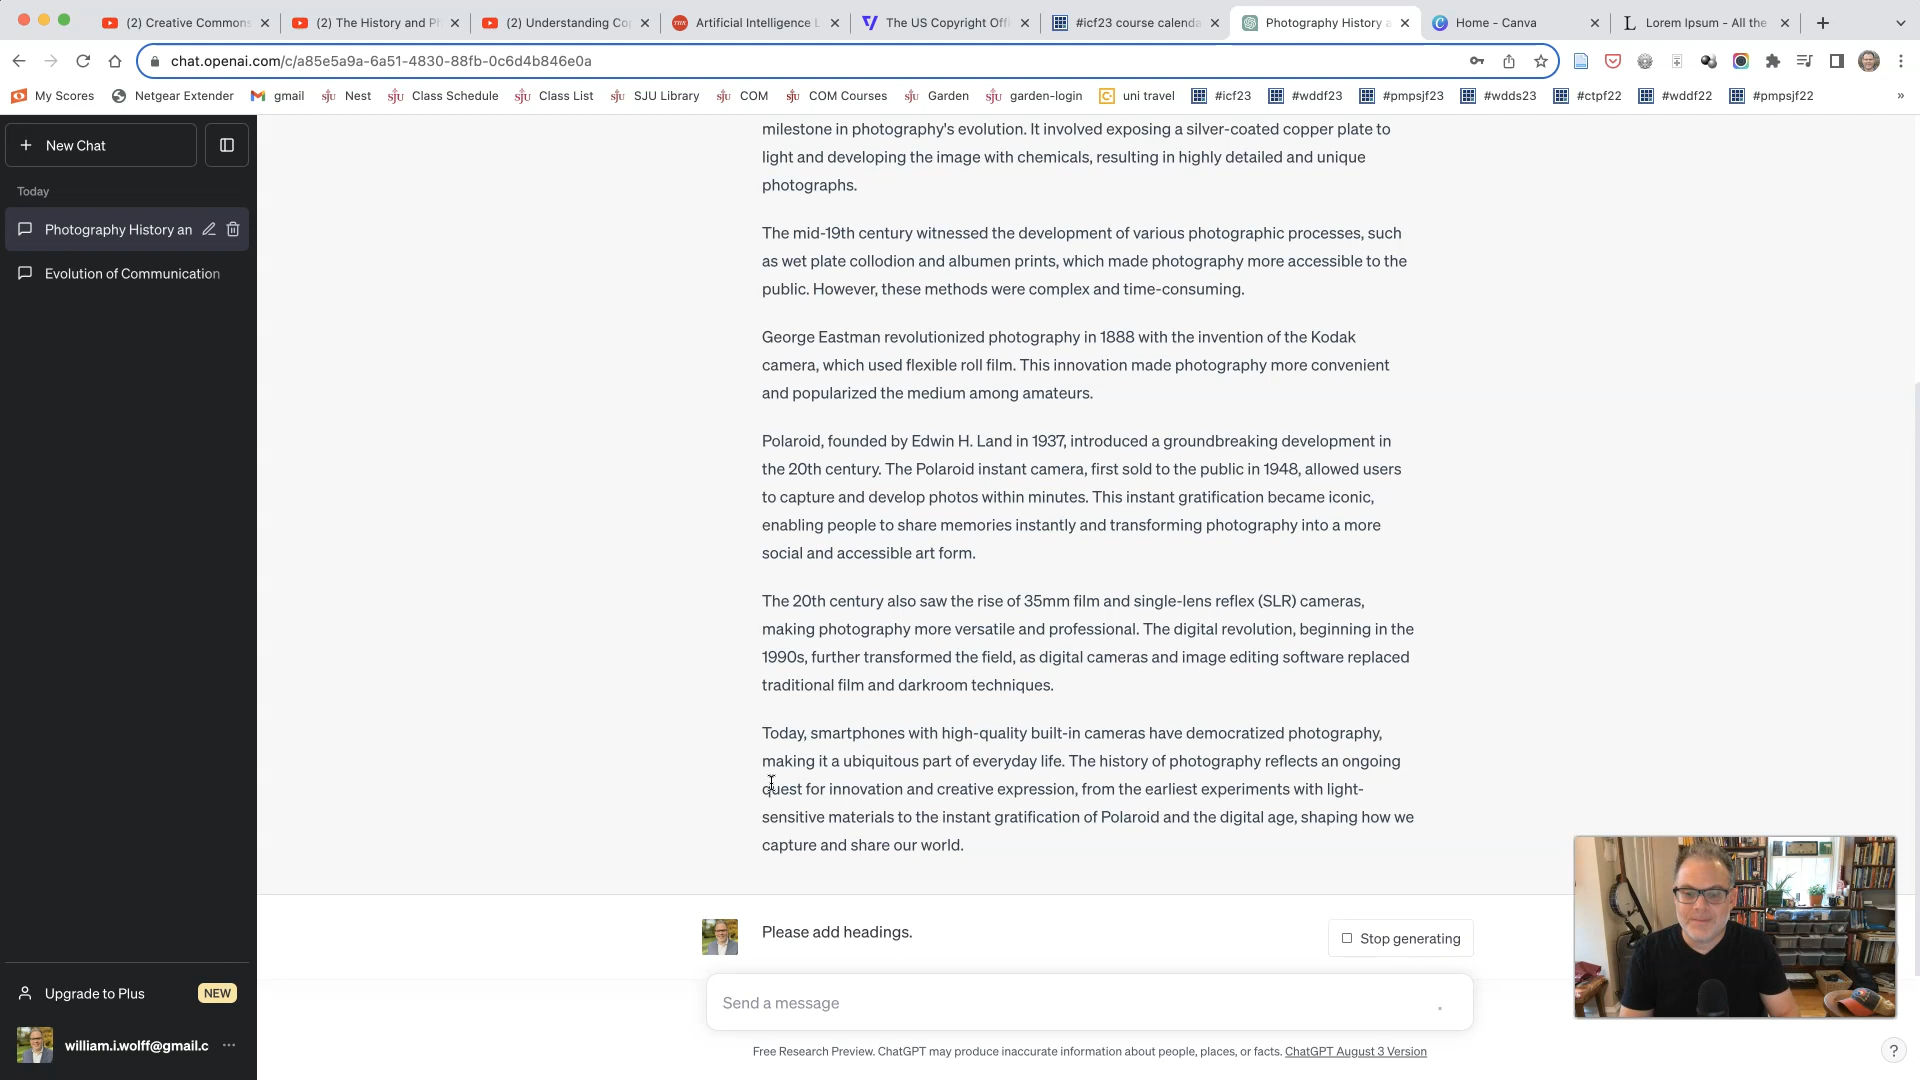 (2) Creative Commons
(2) The History and Ph
(2) Understanding Co
Artificial Intelligence L
The US Copyright Offi
#icf23 course calenda
Photography History a
Home - Canva
Lorem Ipsum - All the
chat.openai.com/c/a85e5a9a-6a51-4830-88fb-0c6d4b846e0a
My Scores
Netgear Extender
gmail
sju Nest
sju Class Schedule
sju Class List
sju SJU Library
sju COM
sju COM Courses
sju Garden
sju garden-login
uni travel
#icf23
#wddf23
#pmpsjf23
#wdds23
#ctpf22
#wddf22
#pmpsjf22
»
+ New Chat
Today
Photography History an
Evolution of Communication
milestone in photography's evolution. It involved exposing a silver-coated copper plate to
light and developing the image with chemicals, resulting in highly detailed and unique
photographs.
The mid-19th century witnessed the development of various photographic processes, such
as wet plate collodion and albumen prints, which made photography more accessible to the
public. However, these methods were complex and time-consuming.
George Eastman revolutionized photography in 1888 with the invention of the Kodak
camera, which used flexible roll film. This innovation made photography more convenient
and popularized the medium among amateurs.
Polaroid, founded by Edwin H. Land in 1937, introduced a groundbreaking development in
the 20th century. The Polaroid instant camera, first sold to the public in 1948, allowed users
to capture and develop photos within minutes. This instant gratification became iconic,
enabling people to share memories instantly and transforming photography into a more
social and accessible art form.
The 20th century also saw the rise of 35mm film and single-lens reflex (SLR) cameras,
making photography more versatile and professional. The digital revolution, beginning in the
1990s, further transformed the field, as digital cameras and image editing software replaced
traditional film and darkroom techniques.
Today, smartphones with high-quality built-in cameras have democratized photography,
making it a ubiquitous part of everyday life. The history of photography reflects an ongoing
quest for innovation and creative expression, from the earliest experiments with light-
sensitive materials to the instant gratification of Polaroid and the digital age, shaping how we
capture and share our world.
Please add headings.
Stop generating
Send a message
Upgrade to Plus NEW
william.i.wolff@gmail.c ...
Free Research Preview. ChatGPT may produce inaccurate information about people, places, or facts. ChatGPT August 3 Version
?